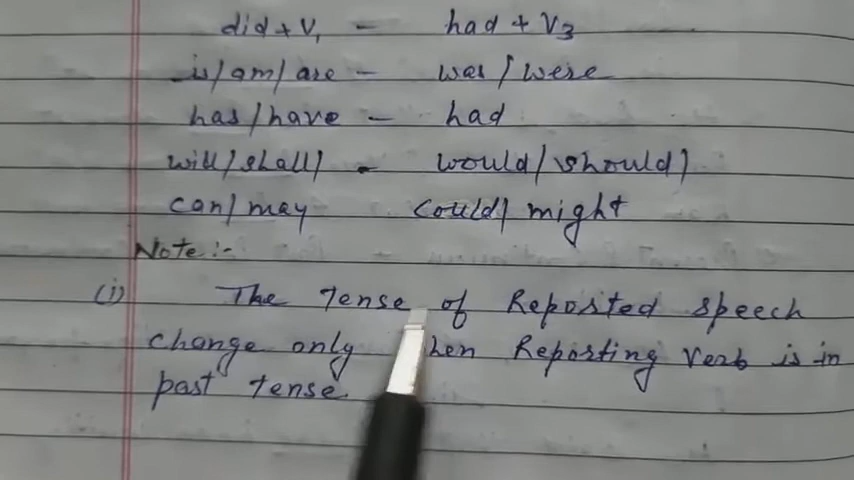 did + V₁ — had + V₃
is/am/are — was/were
has/have — had
will/shall/ - would/should/
can/may could/might
Note :-
(i) The Tense of Reported speech
change only hen Reporting Verb is in
past tense.